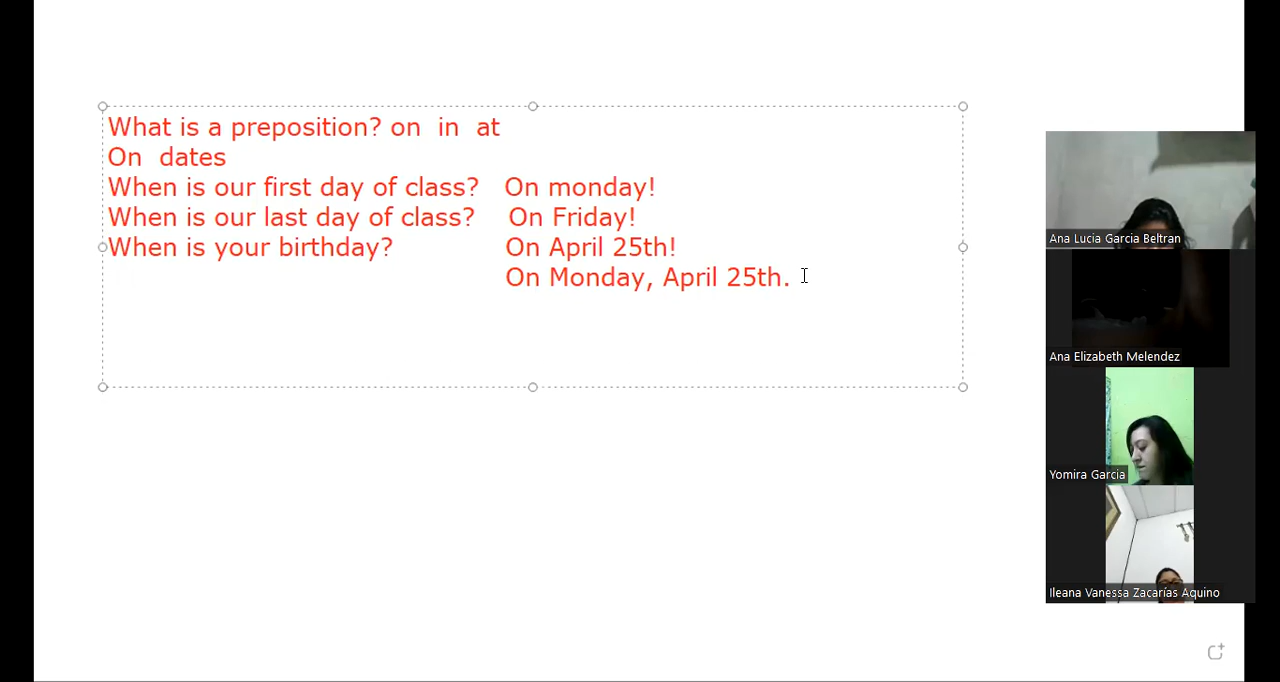 What is a preposition? on in at
On dates
When is our first day of class? On monday!
When is our last day of class? On Friday!
When is your birthday? On April 25th!
On Monday, April 25th.
Ana Lucia Garcia Beltran
Ana Elizabeth Melendez
Yomira Garcia
Ileana Vanessa Zacarías Aquino